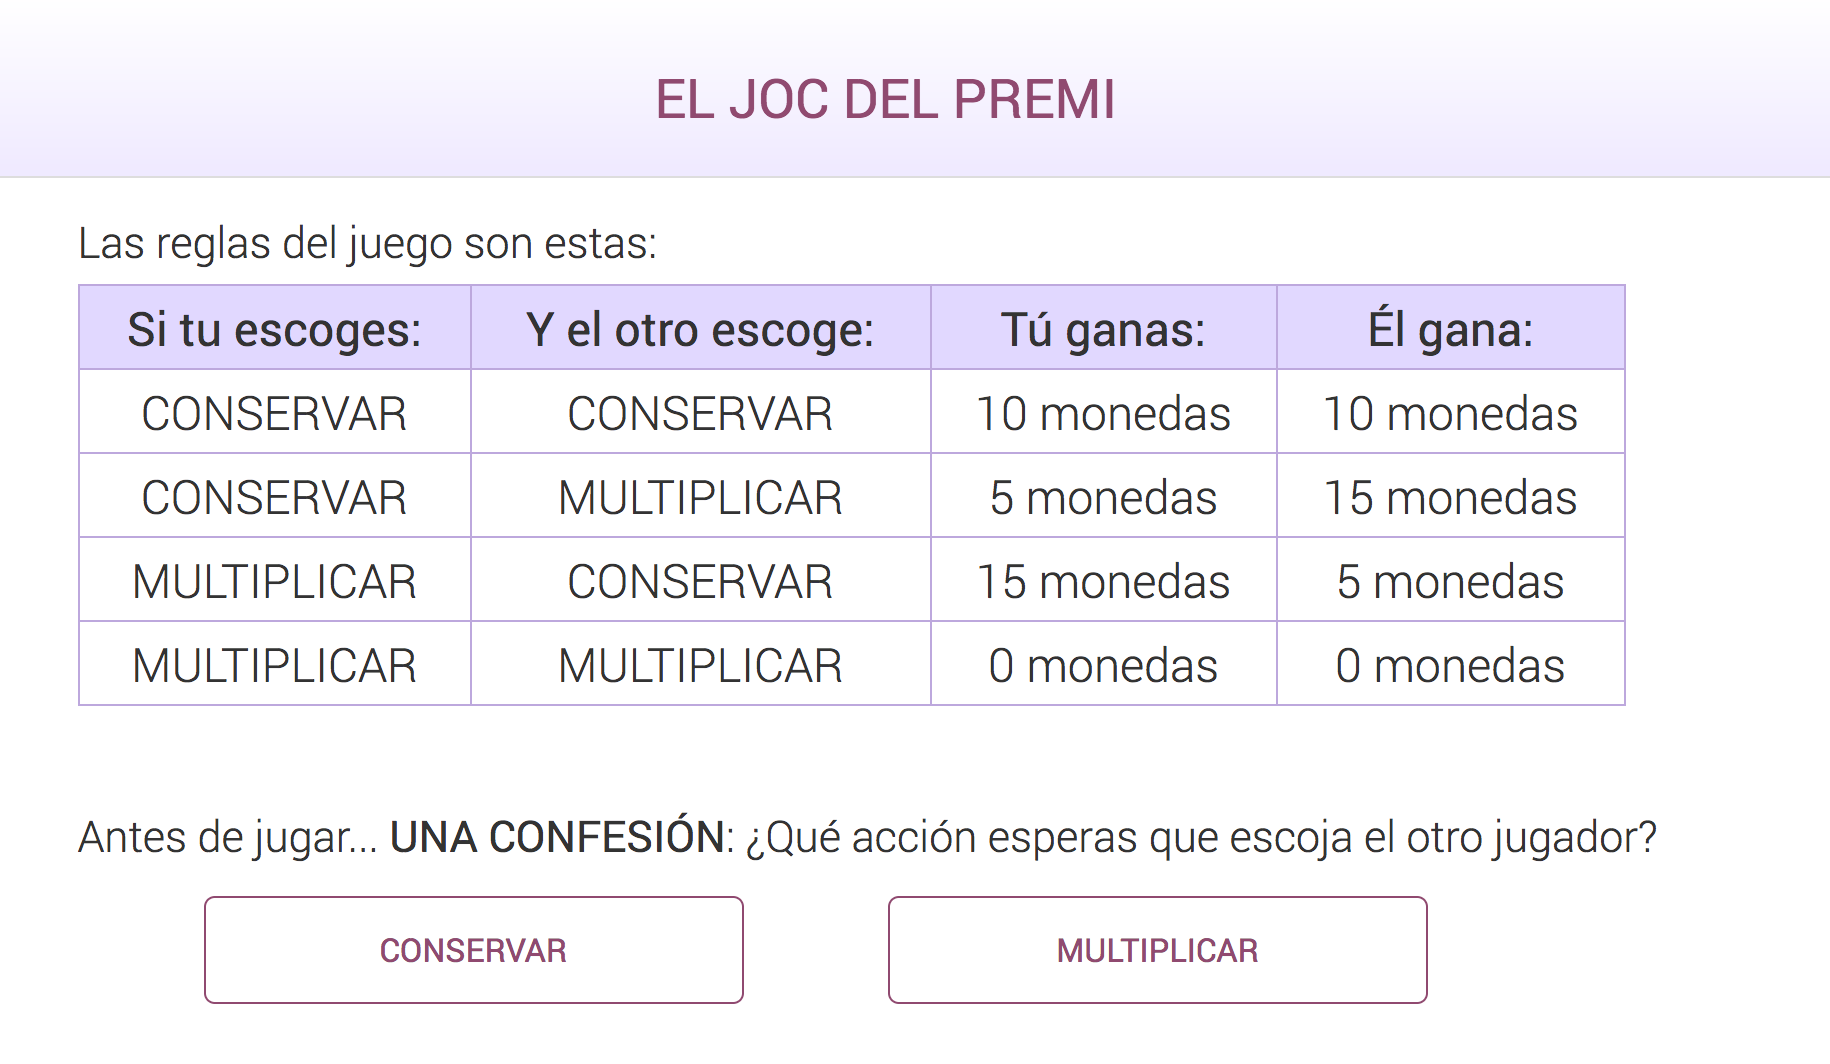 EL JOC DEL PREMI
Las reglas del juego son estas:
Si tu escoges: Y el otro escoge: Tú ganas: Él gana:
CONSERVAR CONSERVAR 10 monedas 10 monedas
CONSERVAR MULTIPLICAR 5 monedas 15 monedas
MULTIPLICAR CONSERVAR 15 monedas 5 monedas
MULTIPLICAR MULTIPLICAR 0 monedas 0 monedas
Antes de jugar... UNA CONFESIÓN: ¿Qué acción esperas que escoja el otro jugador?
CONSERVAR MULTIPLICAR